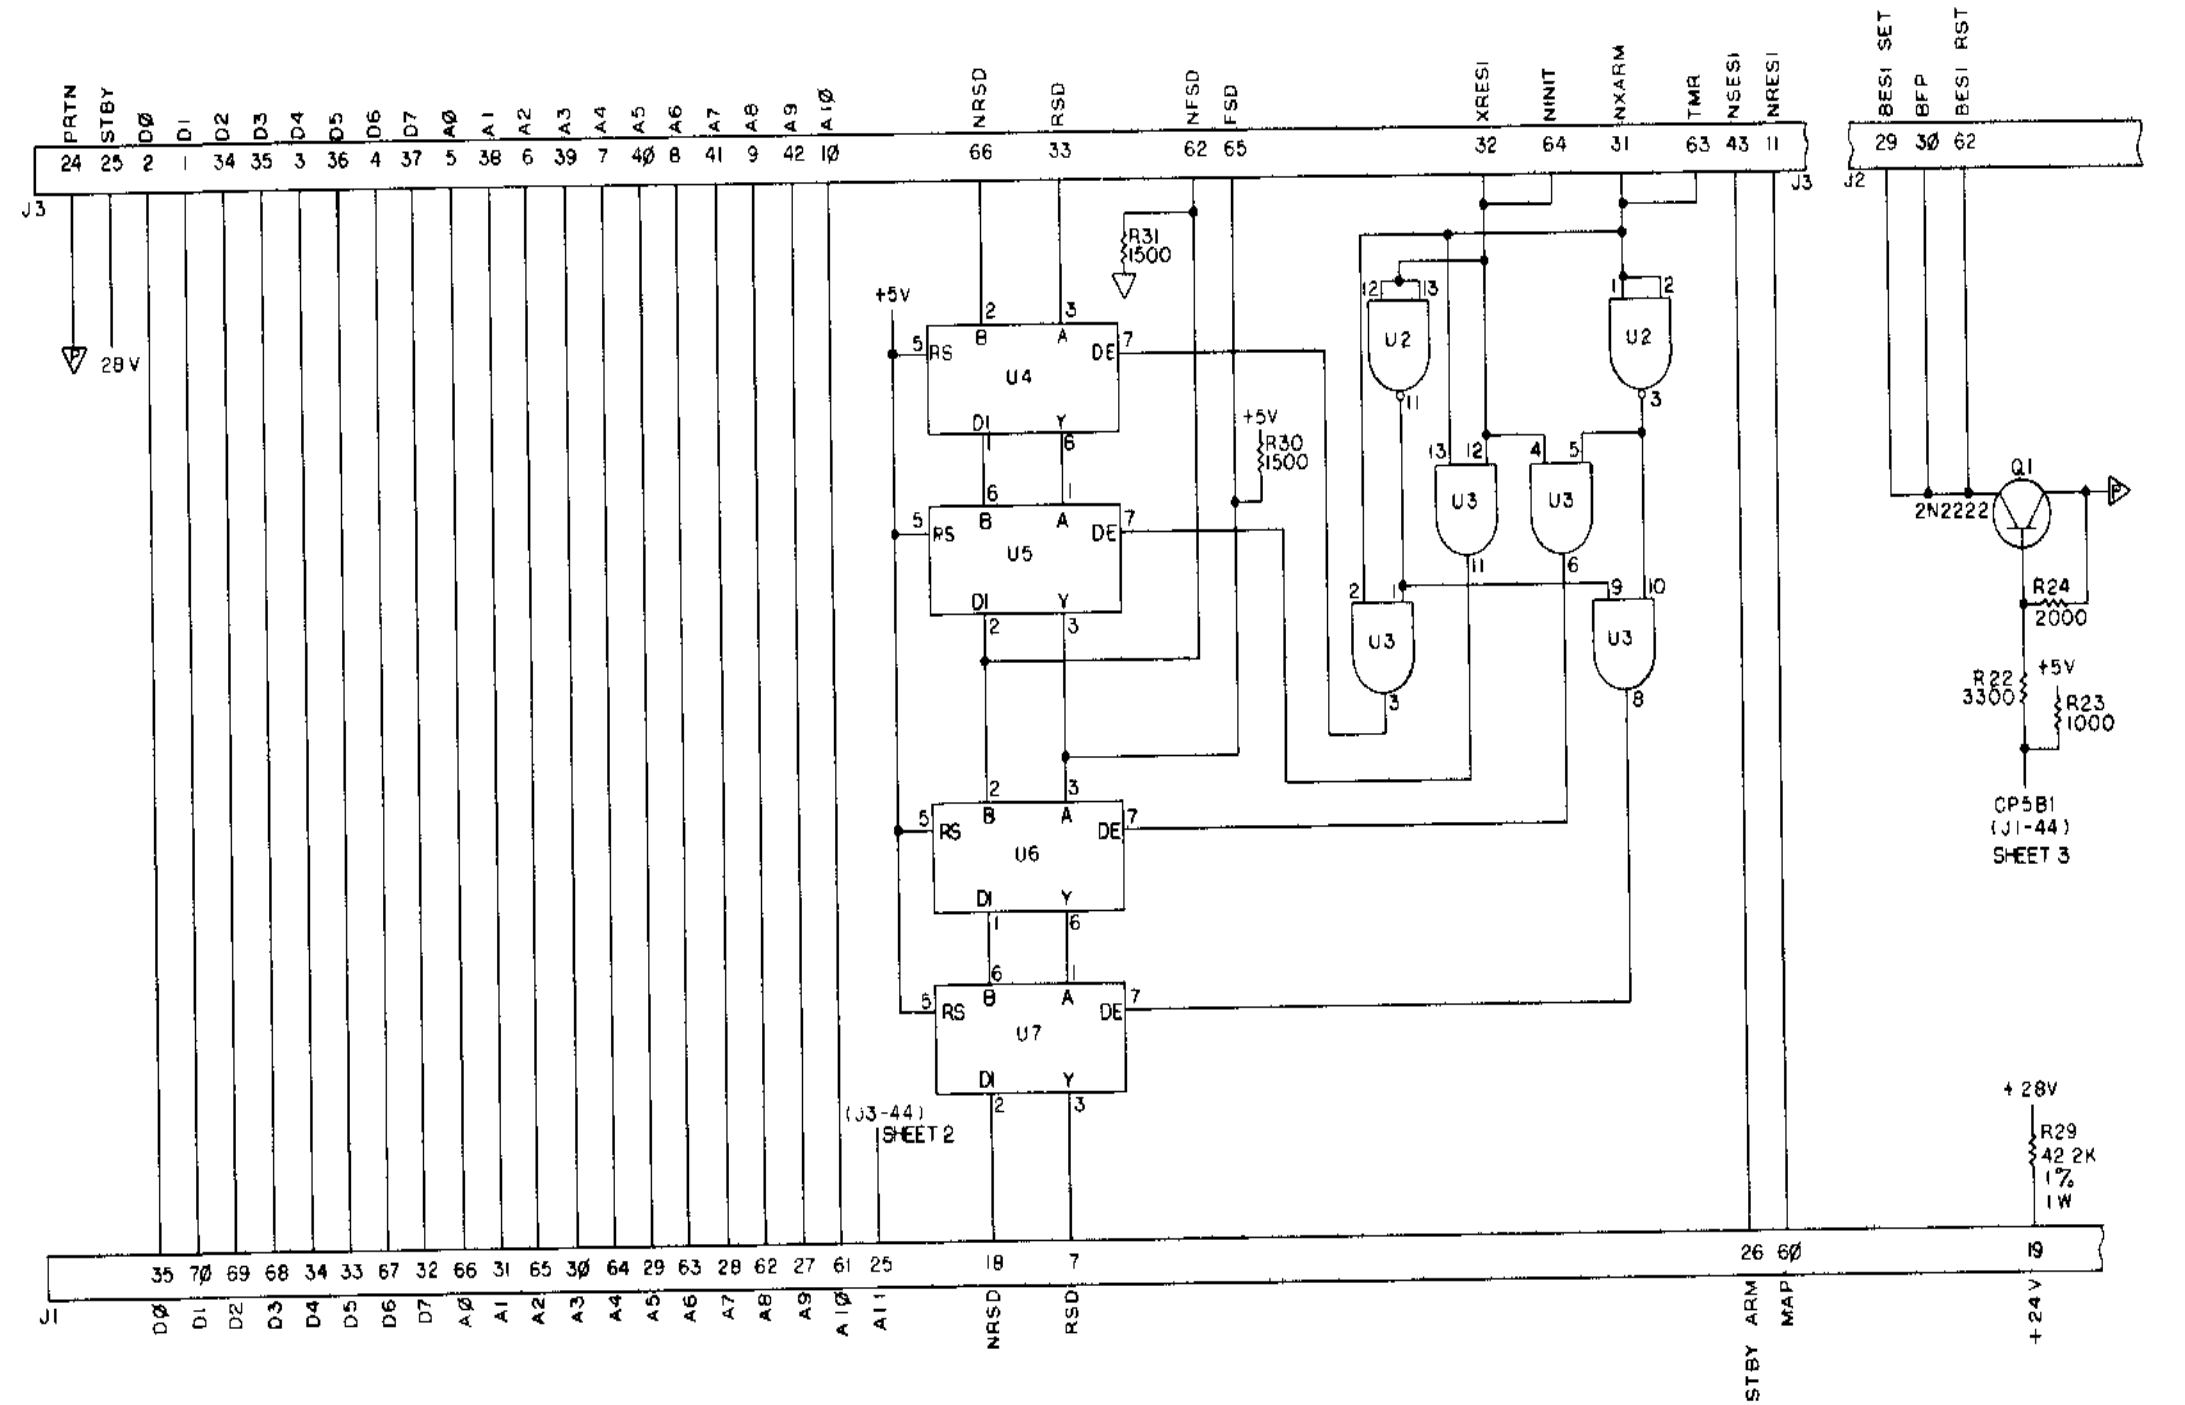 PRTN STBY DØ D1 D2 D3 D4 D5 D6 D7 AØ A1 A2 A3 A4 A5 A6 A7 A8 A9 A1Ø NRSD RSD NFSD FSD XRESI NINIT NXARM TMR NSESI NRESI BESI SET BFP BESI RST
24 25 2 1 34 35 3 36 4 37 5 38 6 39 7 4Ø 8 41 9 42 1Ø 66 33 62 65 32 64 31 63 43 11 29 3Ø 62
J3 J3 J2
R31
1500
12 13 1 2
+5V
2 3
B A
U2 U2
5 RS DE 7
P 28V
U4
11 3
+5V
DI Y
1 6
R30
1500
13 12 4 5
Q1
6 1
B A
U3 U3
2N2222 P
5 RS DE 7
U5
11 6
R24
2000
2 1 9 10
DI Y
2 3
U3 U3
+5V
R22
3300
R23
1000
3 8
2 3
B A
5 RS DE 7
CP5B1
(J1-44)
SHEET 3
U6
DI Y
1 6
6 1
B A
5 RS DE 7
U7
DI Y
2 3
+28V
(J3-44)
SHEET 2
R29
42.2K
1%
1W
35 7Ø 69 68 34 33 67 32 66 31 65 3Ø 64 29 63 28 62 27 61 25 18 7 26 6Ø 19
J1
DØ D1 D2 D3 D4 D5 D6 D7 AØ A1 A2 A3 A4 A5 A6 A7 A8 A9 A1Ø A11 NRSD RSD STBY ARM MAP +24V